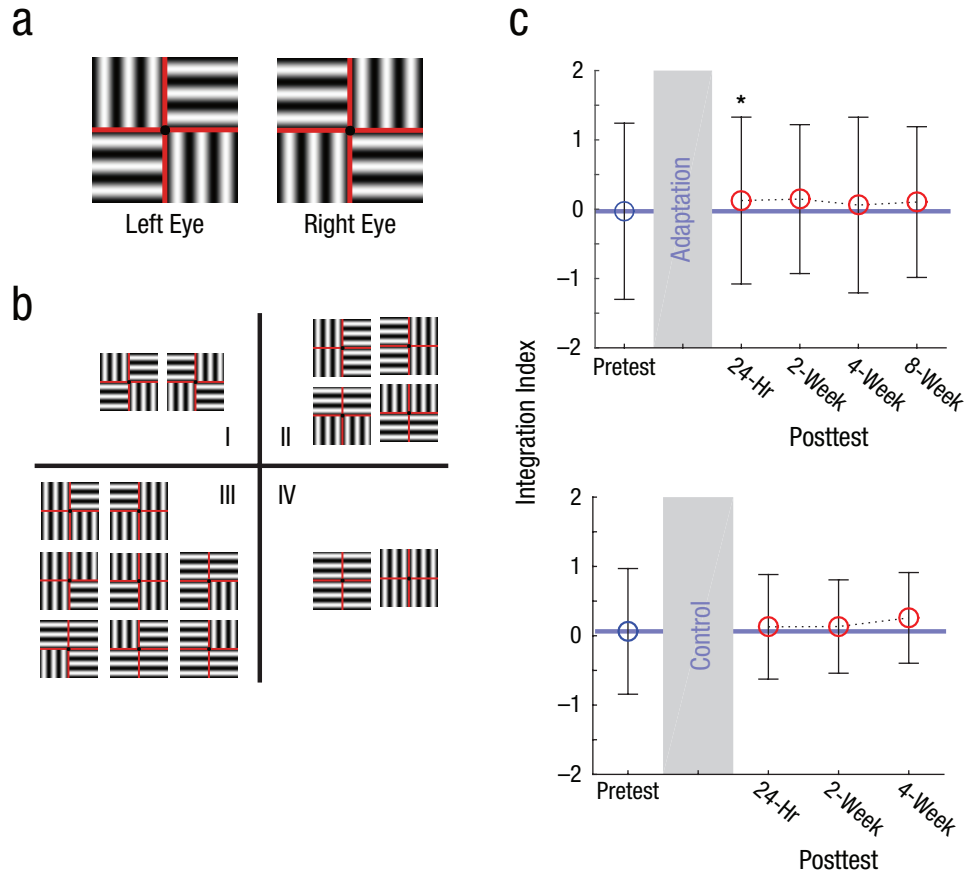 a
Left Eye
Right Eye
b
I
II
III
IV
c
Integration Index
2
1
0
−1
−2
Adaptation
*
Pretest
24-Hr
2-Week
4-Week
8-Week
Posttest
2
1
0
−1
−2
Control
Pretest
24-Hr
2-Week
4-Week
Posttest